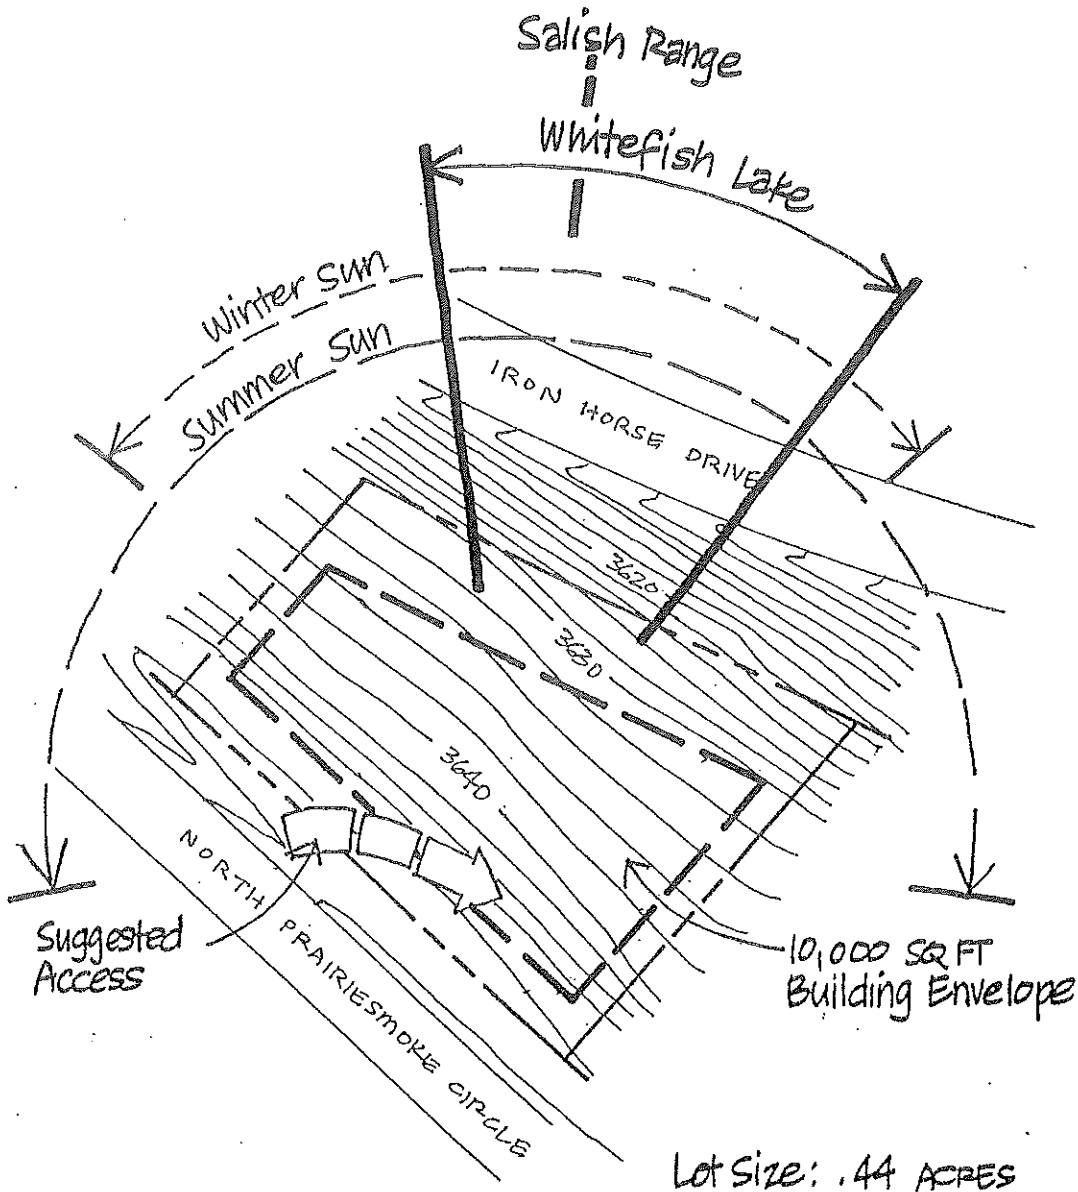 Salish Range
Whitefish Lake
Winter Sun
Summer Sun
IRON HORSE DRIVE
3620
3630
3640
NORTH PRAIRIESMOKE CIRCLE
Suggested
Access
10,000 SQ FT
Building Envelope
Lot Size: .44 ACRES